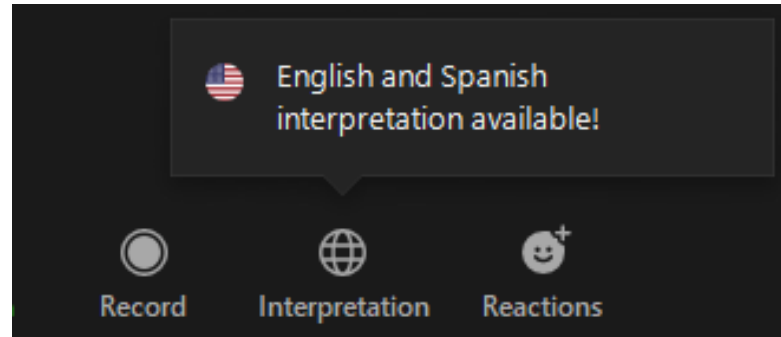 English and Spanish
interpretation available!
Record
Interpretation
Reactions